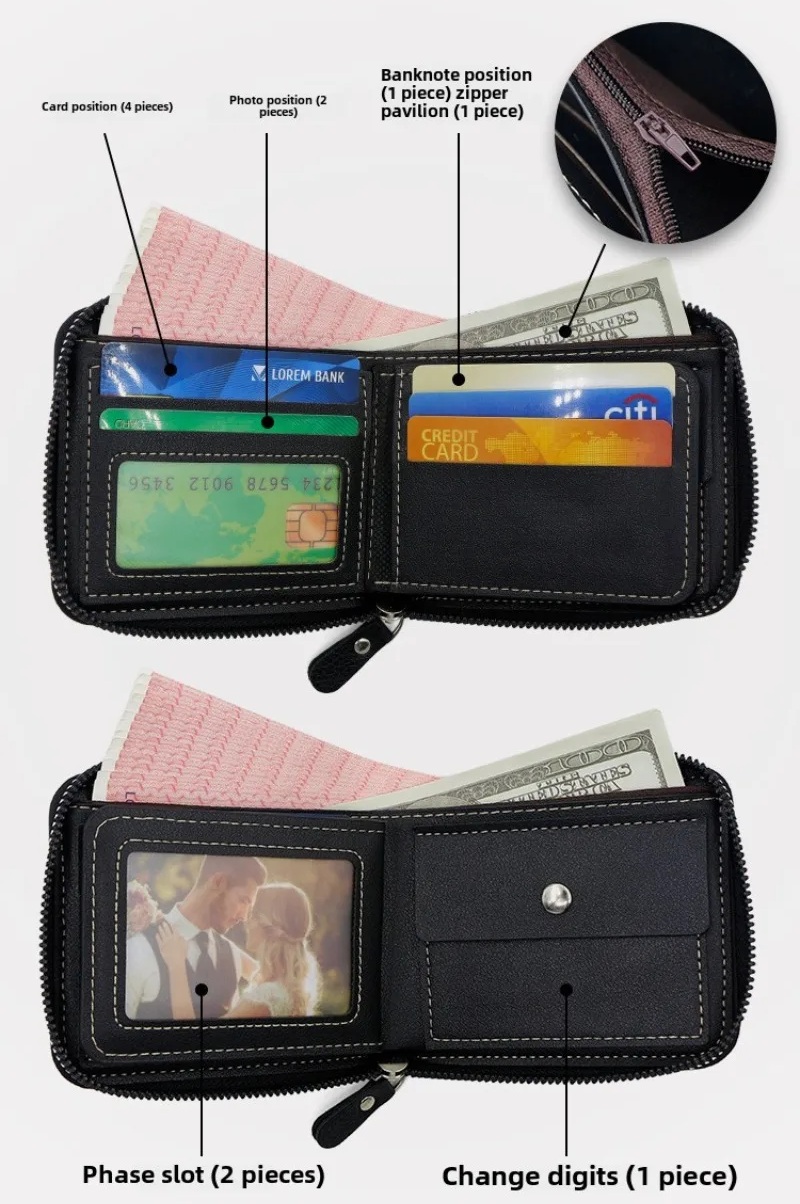 Banknote position
(1 piece) zipper
pavilion (1 piece)
Card position (4 pieces)
Photo position (2
pieces)
LOREM BANK
citi
CREDIT
CARD
1234 5678 9012 3456
Phase slot (2 pieces)
Change digits (1 piece)